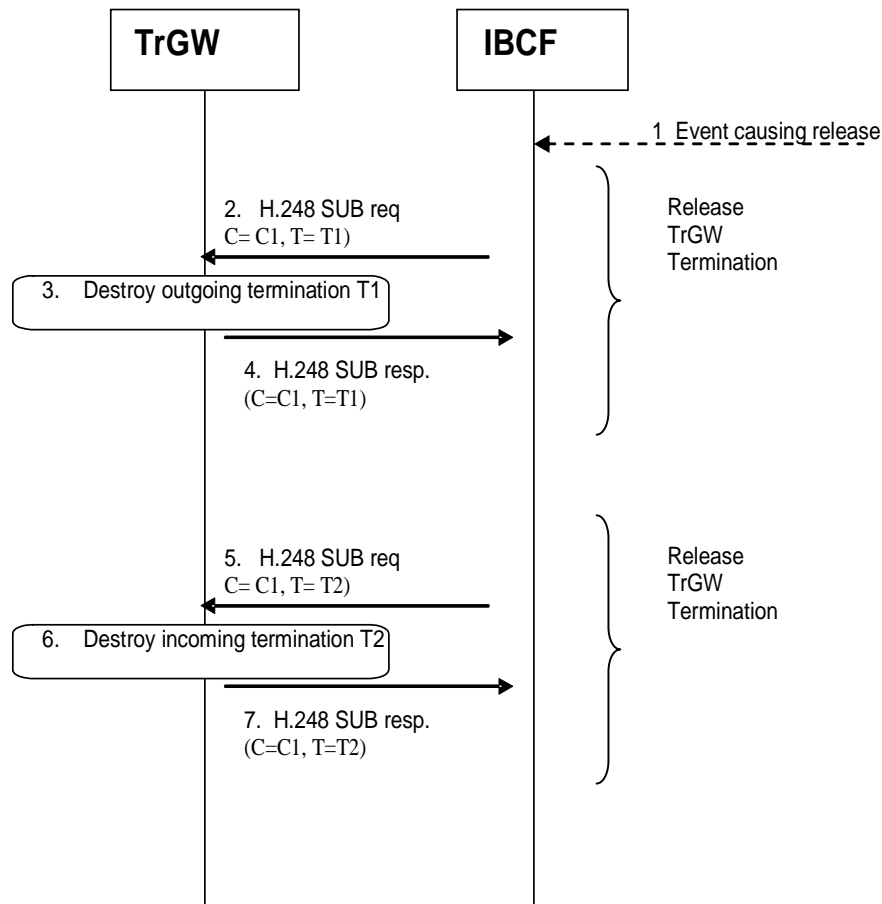 TrGW
IBCF
1 Event causing release
2. H.248 SUB req
C= C1, T= T1)
Release
TrGW
Termination
3. Destroy outgoing termination T1
4. H.248 SUB resp.
(C=C1, T=T1)
5. H.248 SUB req
C= C1, T= T2)
Release
TrGW
Termination
6. Destroy incoming termination T2
7. H.248 SUB resp.
(C=C1, T=T2)